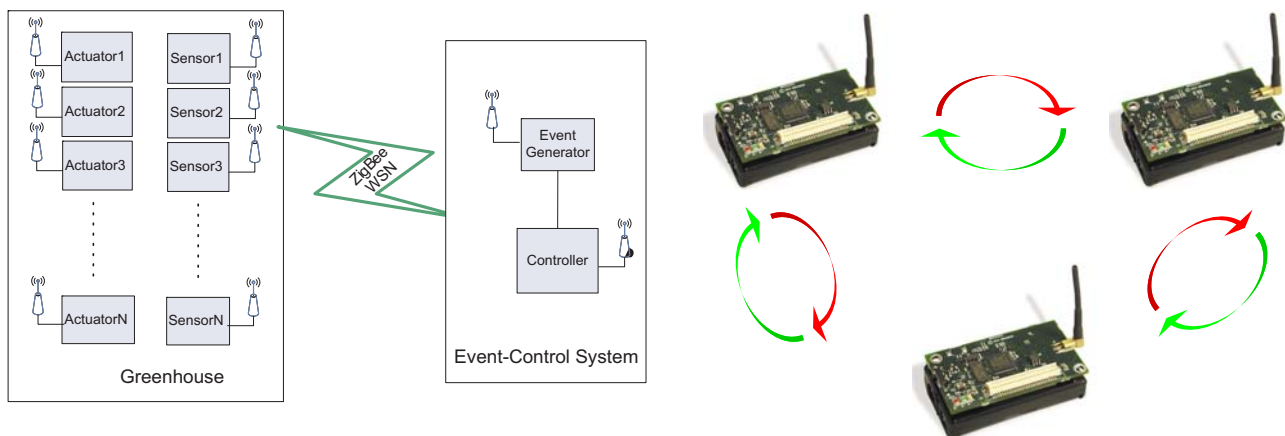 Actuator1
Sensor1
Actuator2
Sensor2
Actuator3
Sensor3
ActuatorN
SensorN
Greenhouse
ZigBee
WSN
Event
Generator
Controller
Event-Control System